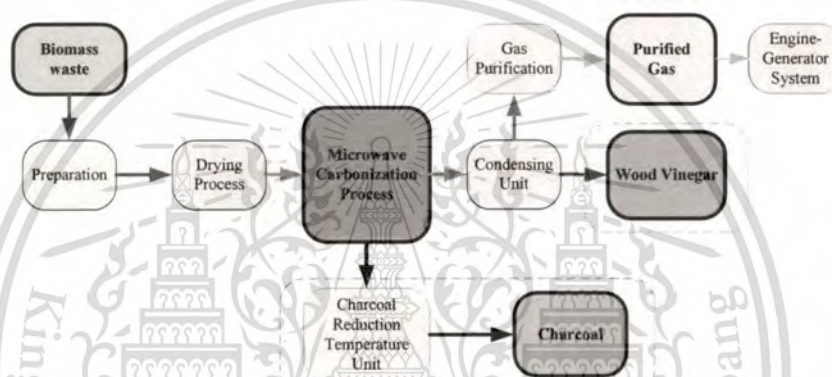 Biomass
waste
Preparation
Drying
Process
Microwave
Carbonization
Process
Condensing
Unit
Gas
Purification
Purified
Gas
Engine-
Generator
System
Wood Vinegar
Charcoal
Reduction
Temperature
Unit
Charcoal